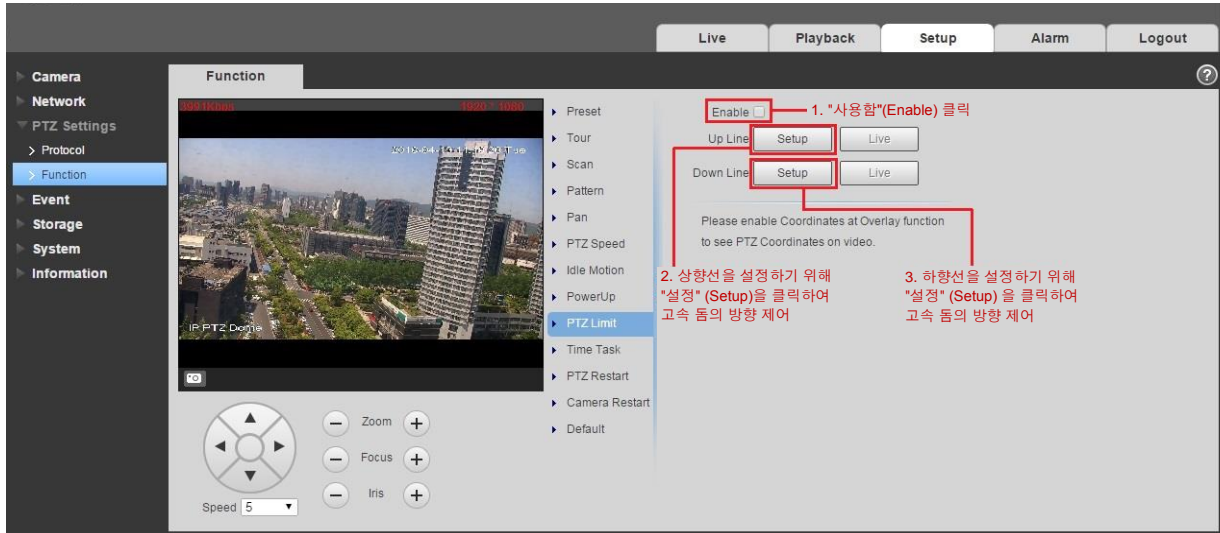 Live
Playback
Setup
Alarm
Logout
Camera
Network
PTZ Settings
Protocol
Function
Event
Storage
System
Information
Function
3991Kbps
1920 * 1080
IP PTZ Dome
Zoom
Focus
Iris
Speed 5
Preset
Tour
Scan
Pattern
Pan
PTZ Speed
Idle Motion
PowerUp
PTZ Limit
Time Task
PTZ Restart
Camera Restart
Default
Enable
1. "사용함"(Enable) 클릭
Up Line Setup Live
Down Line Setup Live
Please enable Coordinates at Overlay function
to see PTZ Coordinates on video.
2. 상향선을 설정하기 위해
"설정" (Setup)을 클릭하여
고속 돔의 방향 제어
3. 하향선을 설정하기 위해
"설정" (Setup) 을 클릭하여
고속 돔의 방향 제어